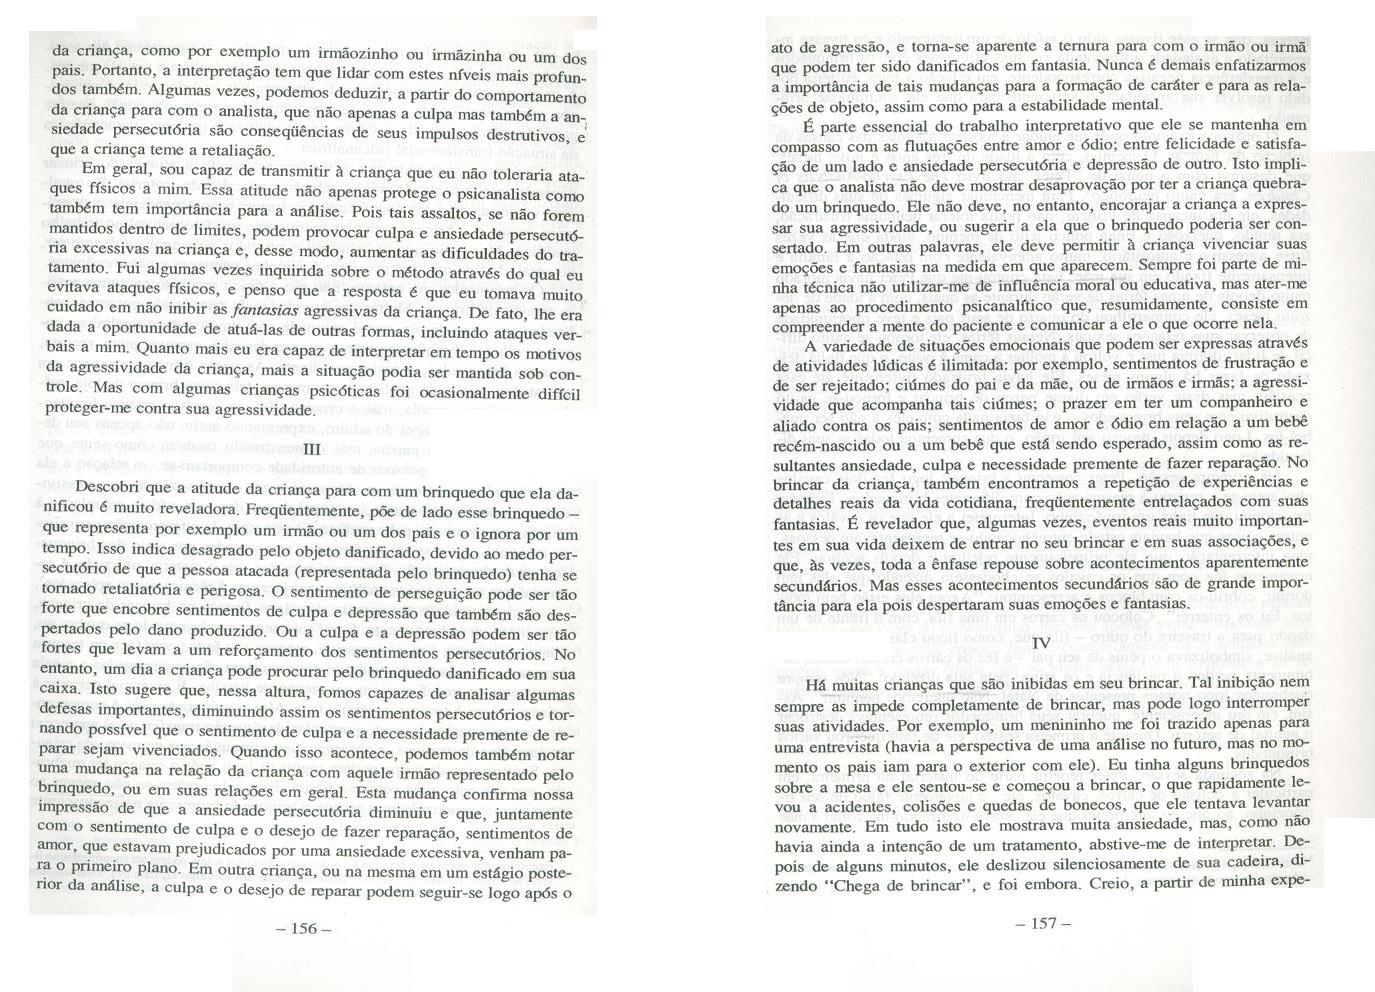 da criança, como por exemplo um irmãozinho ou irmãzinha ou um dos
pais. Portanto, a interpretação tem que lidar com estes níveis mais profun-
dos também. Algumas vezes, podemos deduzir, a partir do comportamento
da criança para com o analista, que não apenas a culpa mas também a an-
siedade persecutória são conseqüências de seus impulsos destrutivos, e
que a criança teme a retaliação.
Em geral, sou capaz de transmitir à criança que eu não toleraria ata-
ques físicos a mim. Essa atitude não apenas protege o psicanalista como
também tem importância para a análise. Pois tais assaltos, se não forem
mantidos dentro de limites, podem provocar culpa e ansiedade persecutó-
ria excessivas na criança e, desse modo, aumentar as dificuldades do tra-
tamento. Fui algumas vezes inquirida sobre o método através do qual eu
evitava ataques físicos, e penso que a resposta é que eu tomava muito
cuidado em não inibir as fantasias agressivas da criança. De fato, lhe era
dada a oportunidade de atuá-las de outras formas, incluindo ataques ver-
bais a mim. Quanto mais eu era capaz de interpretar em tempo os motivos
da agressividade da criança, mais a situação podia ser mantida sob con-
trole. Mas com algumas crianças psicóticas foi ocasionalmente difícil
proteger-me contra sua agressividade.
III
Descobri que a atitude da criança para com um brinquedo que ela da-
nificou é muito reveladora. Freqüentemente, põe de lado esse brinquedo –
que representa por exemplo um irmão ou um dos pais e o ignora por um
tempo. Isso indica desagrado pelo objeto danificado, devido ao medo per-
secutório de que a pessoa atacada (representada pelo brinquedo) tenha se
tornado retaliatória e perigosa. O sentimento de perseguição pode ser tão
forte que encobre sentimentos de culpa e depressão que também são des-
pertados pelo dano produzido. Ou a culpa e a depressão podem ser tão
fortes que levam a um reforçamento dos sentimentos persecutórios. No
entanto, um dia a criança pode procurar pelo brinquedo danificado em sua
caixa. Isto sugere que, nessa altura, fomos capazes de analisar algumas
defesas importantes, diminuindo assim os sentimentos persecutórios e tor-
nando possível que o sentimento de culpa e a necessidade premente de re-
parar sejam vivenciados. Quando isso acontece, podemos também notar
uma mudança na relação da criança com aquele irmão representado pelo
brinquedo, ou em suas relações em geral. Esta mudança confirma nossa
impressão de que a ansiedade persecutória diminuiu e que, juntamente
com o sentimento de culpa e o desejo de fazer reparação, sentimentos de
amor, que estavam prejudicados por uma ansiedade excessiva, venham pa-
ra o primeiro plano. Em outra criança, ou na mesma em um estágio poste-
rior da análise, a culpa e o desejo de reparar podem seguir-se logo após o
– 156 –
ato de agressão, e torna-se aparente a ternura para com o irmão ou irmã
que podem ter sido danificados em fantasia. Nunca é demais enfatizarmos
a importância de tais mudanças para a formação de caráter e para as rela-
ções de objeto, assim como para a estabilidade mental.
É parte essencial do trabalho interpretativo que ele se mantenha em
compasso com as flutuações entre amor e ódio; entre felicidade e satisfa-
ção de um lado e ansiedade persecutória e depressão de outro. Isto impli-
ca que o analista não deve mostrar desaprovação por ter a criança quebra-
do um brinquedo. Ele não deve, no entanto, encorajar a criança a expres-
sar sua agressividade, ou sugerir a ela que o brinquedo poderia ser con-
sertado. Em outras palavras, ele deve permitir à criança vivenciar suas
emoções e fantasias na medida em que aparecem. Sempre foi parte de mi-
nha técnica não utilizar-me de influência moral ou educativa, mas ater-me
apenas ao procedimento psicanalítico que, resumidamente, consiste em
compreender a mente do paciente e comunicar a ele o que ocorre nela.
A variedade de situações emocionais que podem ser expressas através
de atividades lúdicas é ilimitada: por exemplo, sentimentos de frustração e
de ser rejeitado; ciúmes do pai e da mãe, ou de irmãos e irmãs; a agressi-
vidade que acompanha tais ciúmes; o prazer em ter um companheiro e
aliado contra os pais; sentimentos de amor e ódio em relação a um bebê
recém-nascido ou a um bebê que está sendo esperado, assim como as re-
sultantes ansiedade, culpa e necessidade premente de fazer reparação. No
brincar da criança, também encontramos a repetição de experiências e
detalhes reais da vida cotidiana, freqüentemente entrelaçados com suas
fantasias. É revelador que, algumas vezes, eventos reais muito importan-
tes em sua vida deixem de entrar no seu brincar e em suas associações, e
que, às vezes, toda a ênfase repouse sobre acontecimentos aparentemente
secundários. Mas esses acontecimentos secundários são de grande impor-
tância para ela pois despertaram suas emoções e fantasias.
IV
Há muitas crianças que são inibidas em seu brincar. Tal inibição nem
sempre as impede completamente de brincar, mas pode logo interromper
suas atividades. Por exemplo, um menininho me foi trazido apenas para
uma entrevista (havia a perspectiva de uma análise no futuro, mas no mo-
mento os pais iam para o exterior com ele). Eu tinha alguns brinquedos
sobre a mesa e ele sentou-se e começou a brincar, o que rapidamente le-
vou a acidentes, colisões e quedas de bonecos, que ele tentava levantar
novamente. Em tudo isto ele mostrava muita ansiedade, mas, como não
havia ainda a intenção de um tratamento, abstive-me de interpretar. De-
pois de alguns minutos, ele deslizou silenciosamente de sua cadeira, di-
zendo "Chega de brincar", e foi embora. Creio, a partir de minha expe-
– 157 –